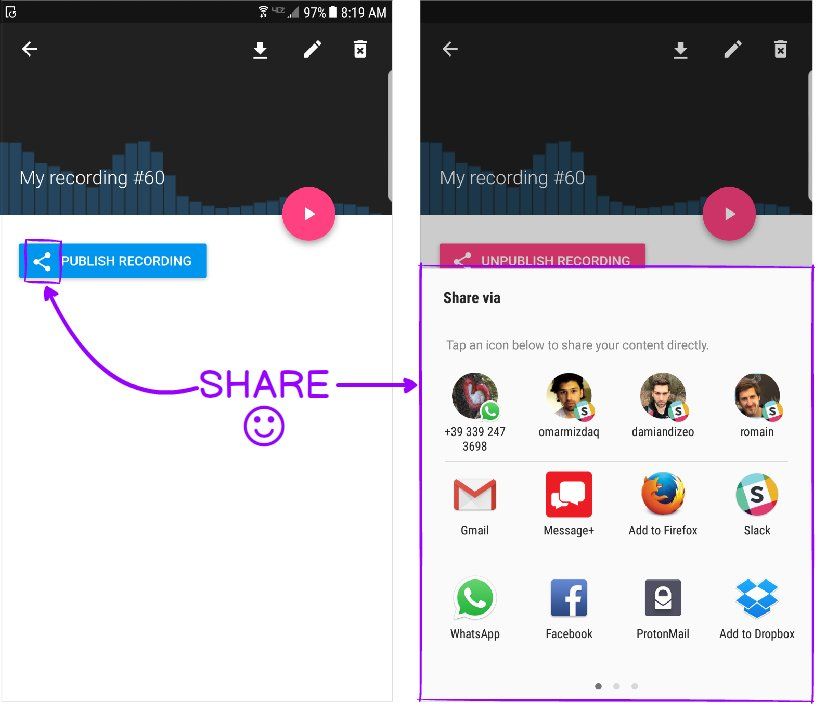 97% 8:19 AM
My recording #60
PUBLISH RECORDING
SHARE
My recording #60
UNPUBLISH RECORDING
Share via
Tap an icon below to share your content directly.
+39 339 247
3698
omarmizdaq
damiandizeo
romain
Gmail
Message+
Add to Firefox
Slack
WhatsApp
Facebook
ProtonMail
Add to Dropbox